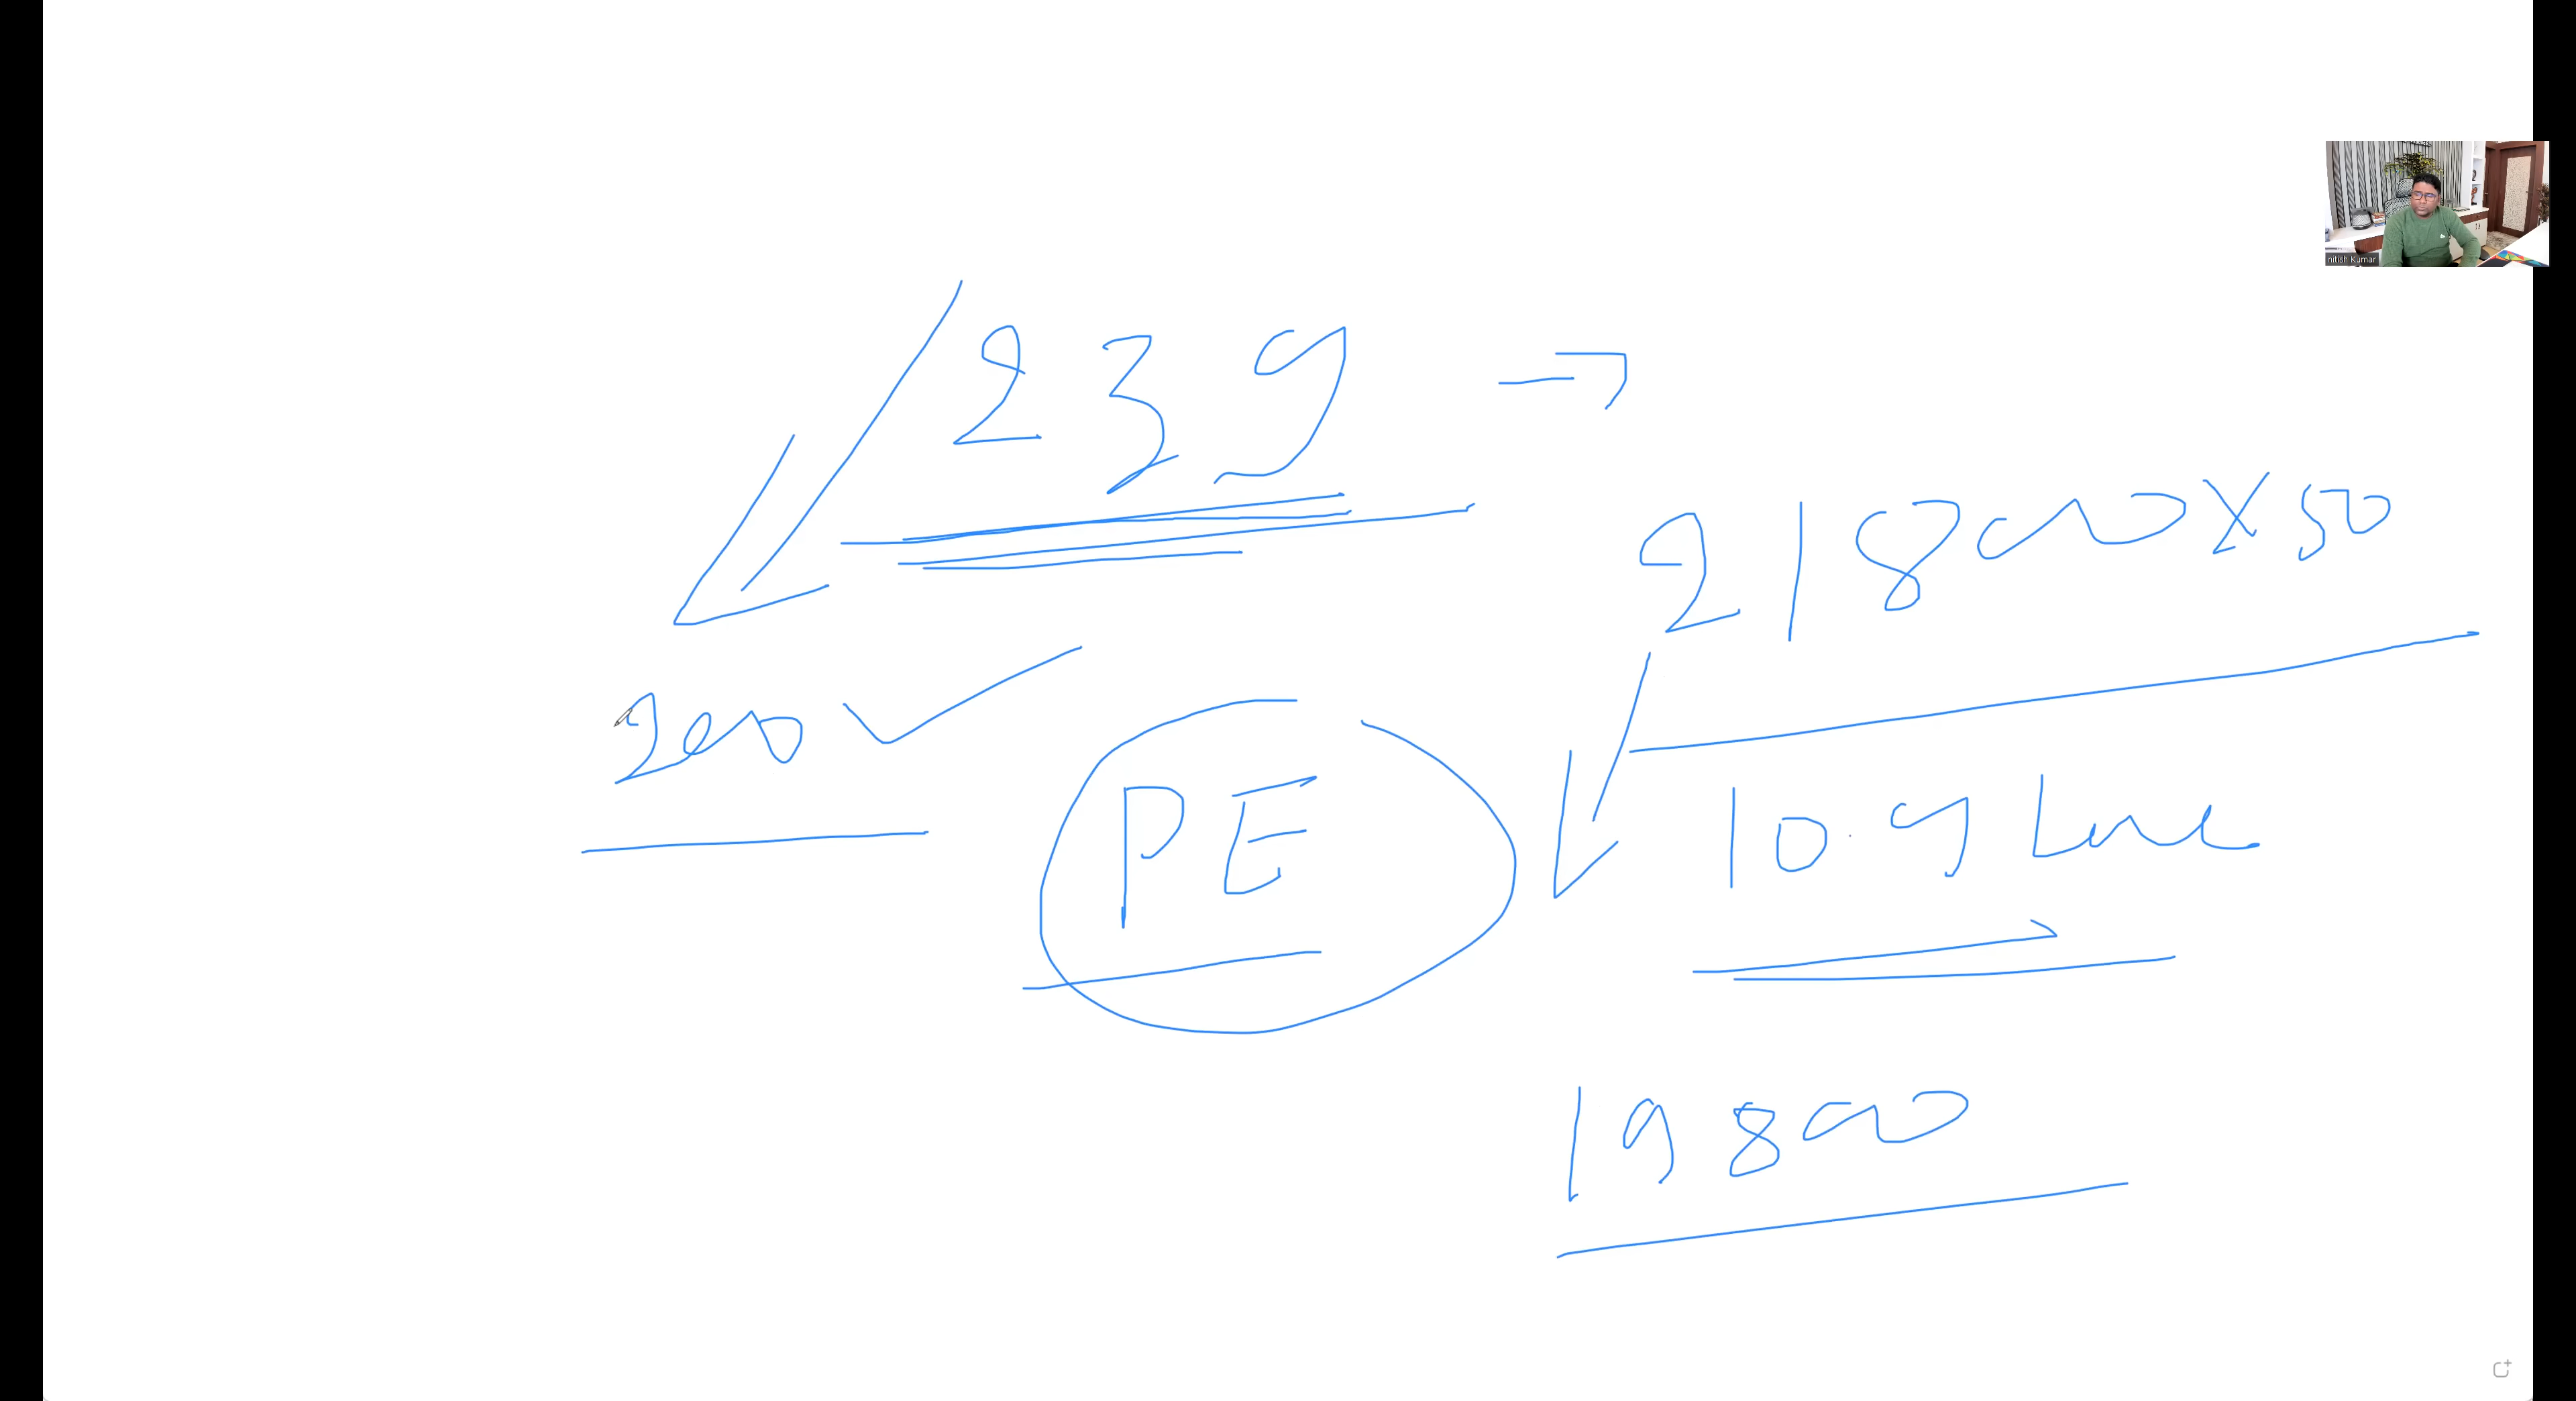 nitish Kumar
239 →
21800 X 50
200 ✓
PE
10.9 Lac
19800